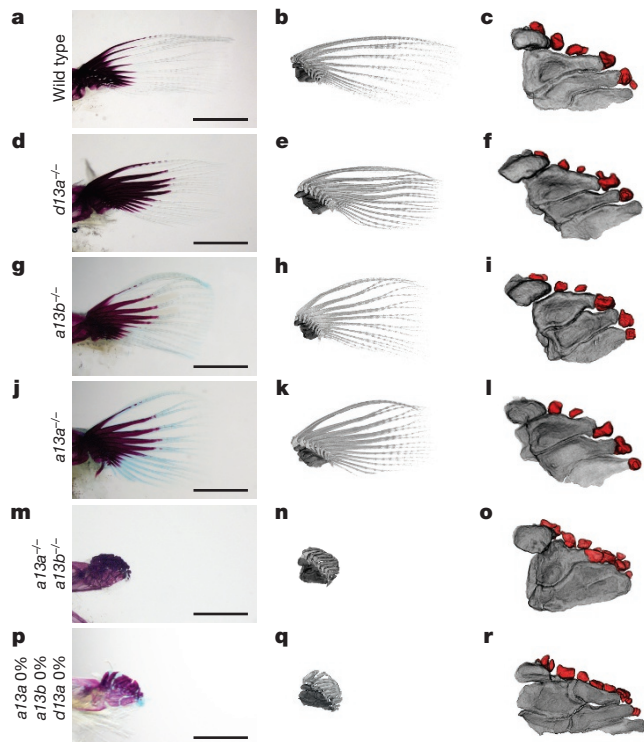 a
b
c
Wild type
d
e
f
d13a–/–
g
h
i
a13b–/–
j
k
l
a13a–/–
m
n
o
a13a–/–
a13b–/–
p
q
r
a13a 0%
a13b 0%
d13a 0%